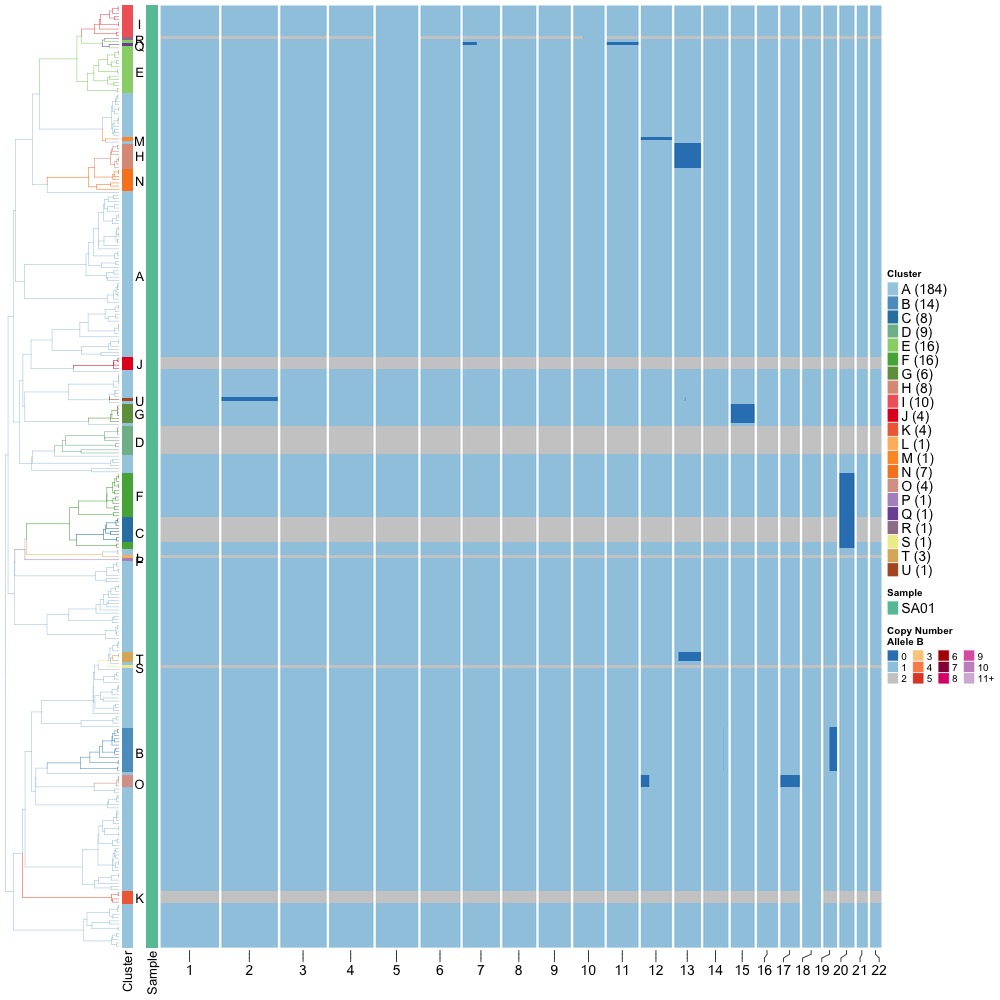 I
R
Q
E
M
H
N
A
J
U
G
D
F
C
L
P
T
S
B
O
K
Cluster
Sample
1 2 3 4 5 6 7 8 9 10 11 12 13 14 15 16 17 18 19 20 21 22
Cluster
A (184)
B (14)
C (8)
D (9)
E (16)
F (16)
G (6)
H (8)
I (10)
J (4)
K (4)
L (1)
M (1)
N (7)
O (4)
P (1)
Q (1)
R (1)
S (1)
T (3)
U (1)
Sample
SA01
Copy Number
Allele B
0 3 6 9
1 4 7 10
2 5 8 11+